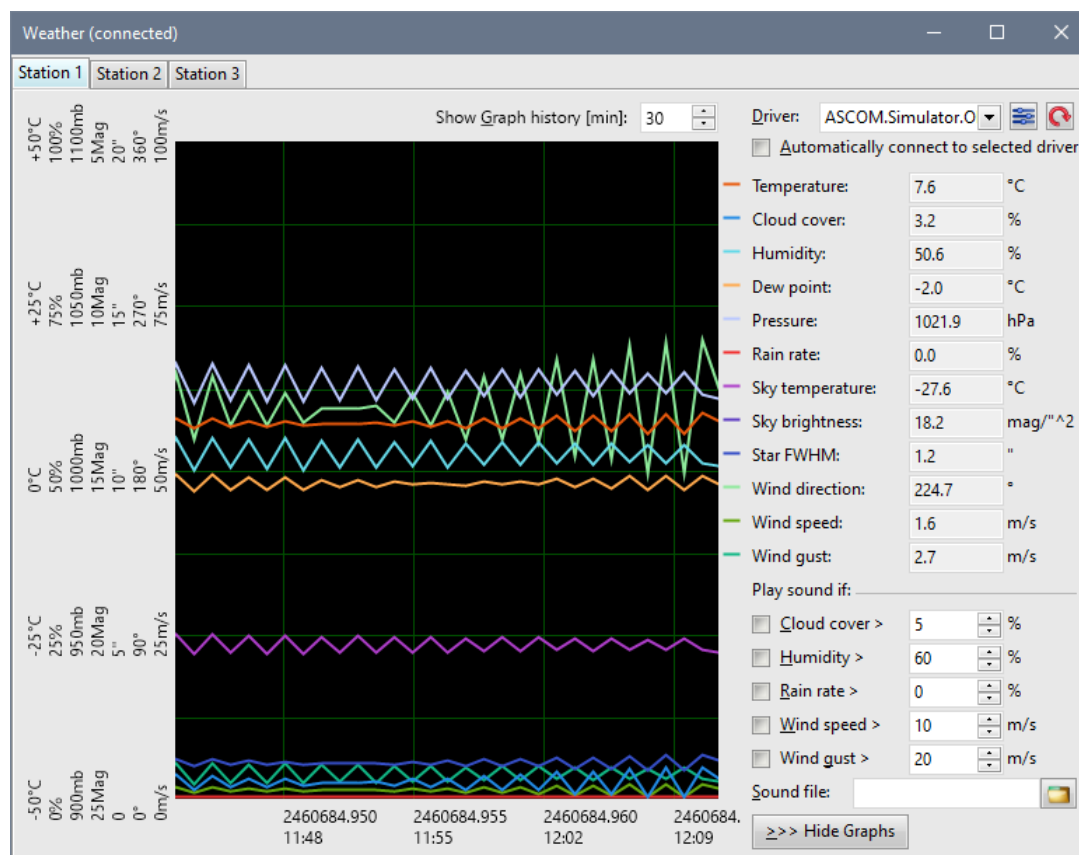 Weather (connected)
Station 1 Station 2 Station 3
+50°C
100%
1100mb
5Mag
20"
360°
100m/s
+25°C
75%
1050mb
10Mag
15"
270°
75m/s
0°C
50%
1000mb
15Mag
10"
180°
50m/s
-25°C
25%
950mb
20Mag
5"
90°
25m/s
-50°C
0%
900mb
25Mag
0
0°
0m/s
Show Graph history [min]: 30
2460684.950 2460684.955 2460684.960 2460684.
11:48 11:55 12:02 12:09
Driver: ASCOM.Simulator.O
Automatically connect to selected driver
Temperature: 7.6 °C
Cloud cover: 3.2 %
Humidity: 50.6 %
Dew point: -2.0 °C
Pressure: 1021.9 hPa
Rain rate: 0.0 %
Sky temperature: -27.6 °C
Sky brightness: 18.2 mag/"^2
Star FWHM: 1.2 "
Wind direction: 224.7 °
Wind speed: 1.6 m/s
Wind gust: 2.7 m/s
Play sound if:
Cloud cover > 5 %
Humidity > 60 %
Rain rate > 0 %
Wind speed > 10 m/s
Wind gust > 20 m/s
Sound file:
>>> Hide Graphs